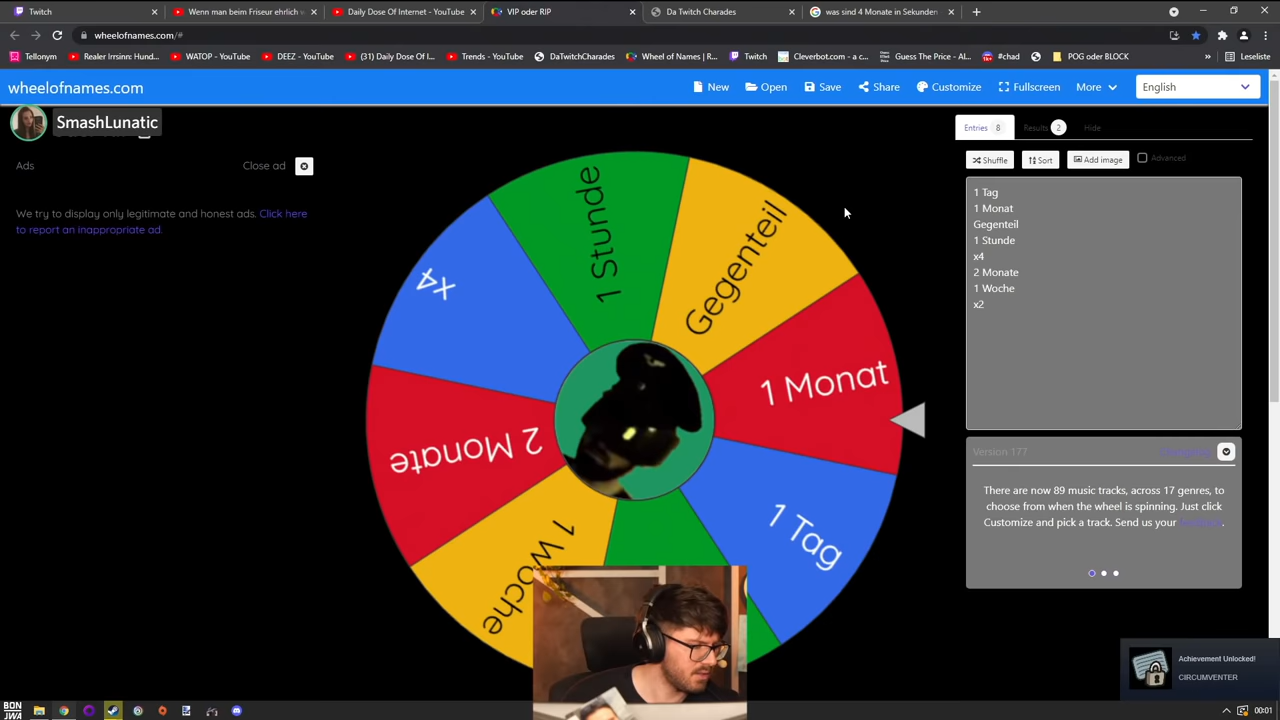 Twitch
Wenn man beim Friseur ehrlich v
Daily Dose Of Internet - YouTube
VIP oder RIP
Da Twitch Charades
was sind 4 Monate in Sekunden
wheelofnames.com/#
Tellonym
Realer Irrsinn: Hund...
WATOP - YouTube
DEEZ - YouTube
(31) Daily Dose Of I...
Trends - YouTube
DaTwitchCharades
Wheel of Names | R...
Twitch
Cleverbot.com - a c...
Guess The Price - Al...
#chad
POG oder BLOCK
»
Leseliste
wheelofnames.com
New
Open
Save
Share
Customize
Fullscreen
More
English
SmashLunatic
Ads
Close ad
We try to display only legitimate and honest ads. Click here
to report an inappropriate ad.
1 Stunde
Gegenteil
1 Monat
1 Tag
1 Woche
2 Monate
x4
Entries 8
Results 2
Hide
Shuffle
Sort
Add image
Advanced
1 Tag
1 Monat
Gegenteil
1 Stunde
x4
2 Monate
1 Woche
x2
Version 177
There are now 89 music tracks, across 17 genres, to
choose from when the wheel is spinning. Just click
Customize and pick a track. Send us your
Achievement Unlocked!
CIRCUMVENTER
BON
JWA
00:01